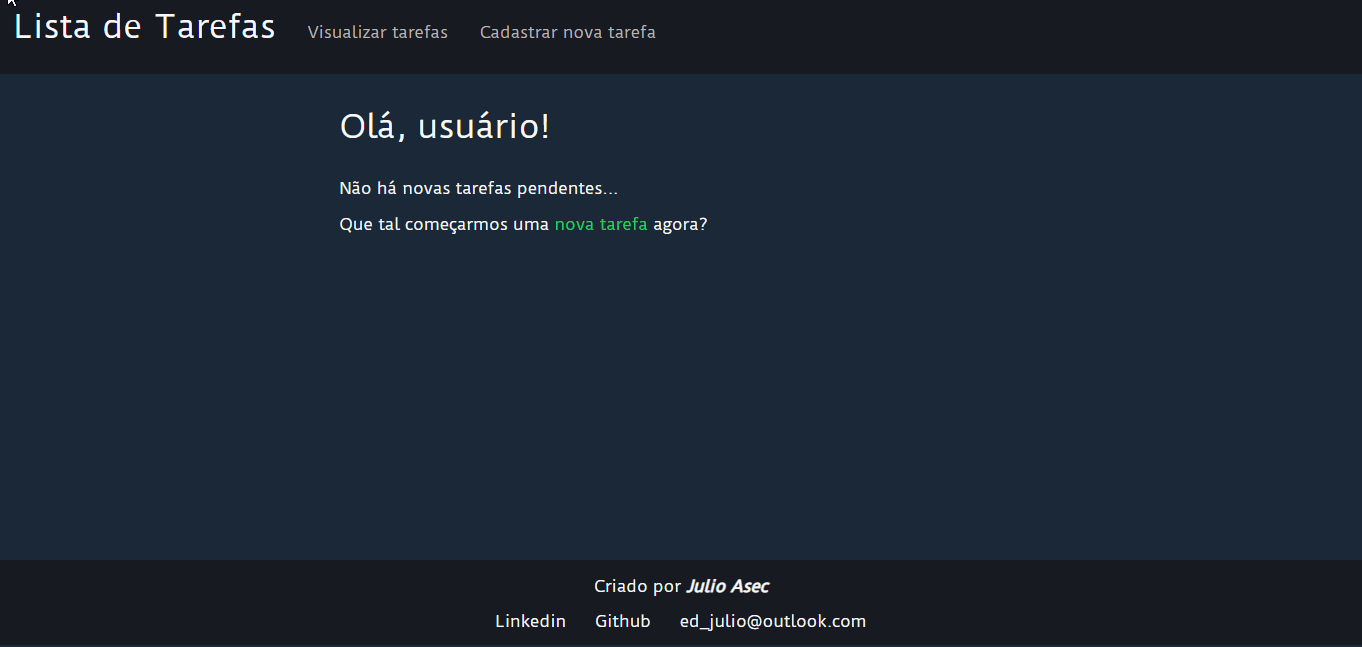 Lista de Tarefas Visualizar tarefas Cadastrar nova tarefa
Olá, usuário!
Não há novas tarefas pendentes...
Que tal começarmos uma nova tarefa agora?
Criado por Julio Asec
Linkedin Github ed_julio@outlook.com